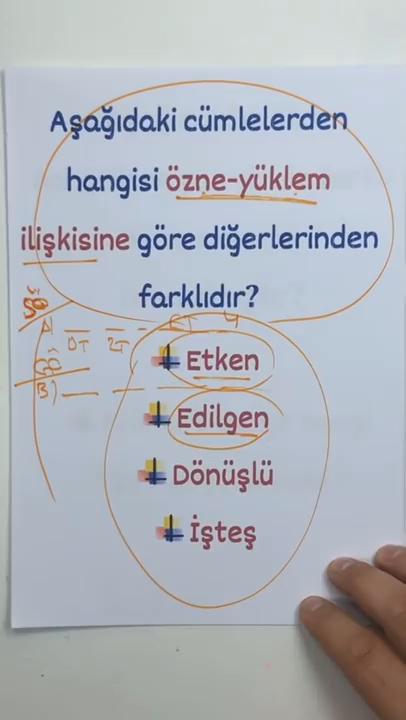 Aşağıdaki cümlelerden
hangisi özne-yüklem
ilişkisine göre diğerlerinden
farklıdır?
A)
Etken
B)
Edilgen
Dönüşlü
İşteş